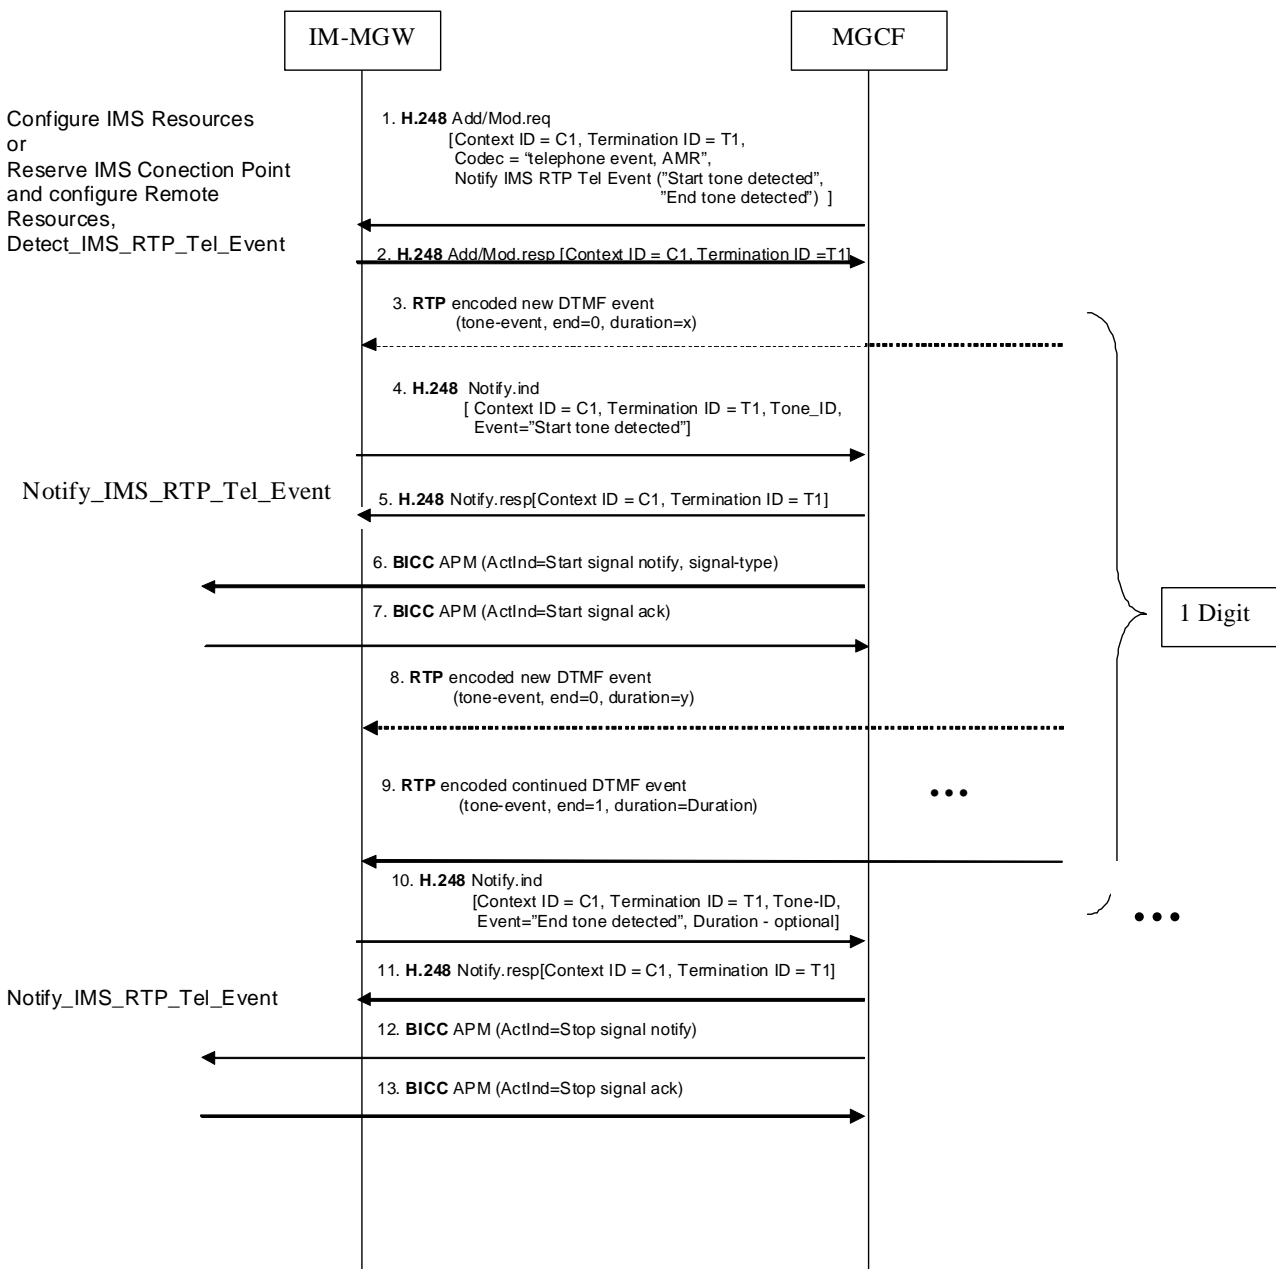 IM-MGW
MGCF
Configure IMS Resources
or
Reserve IMS Conection Point
and configure Remote
Resources,
Detect_IMS_RTP_Tel_Event
1. H.248 Add/Mod.req
[Context ID = C1, Termination ID = T1,
Codec = “telephone event, AMR”,
Notify IMS RTP Tel Event (”Start tone detected”,
”End tone detected”) ]
2. H.248 Add/Mod.resp [Context ID = C1, Termination ID =T1]
3. RTP encoded new DTMF event
(tone-event, end=0, duration=x)
4. H.248 Notify.ind
[ Context ID = C1, Termination ID = T1, Tone_ID,
Event=”Start tone detected”]
Notify_IMS_RTP_Tel_Event
5. H.248 Notify.resp[Context ID = C1, Termination ID = T1]
6. BICC APM (ActInd=Start signal notify, signal-type)
7. BICC APM (ActInd=Start signal ack)
1 Digit
8. RTP encoded new DTMF event
(tone-event, end=0, duration=y)
9. RTP encoded continued DTMF event
(tone-event, end=1, duration=Duration)
...
10. H.248 Notify.ind
[Context ID = C1, Termination ID = T1, Tone-ID,
Event=”End tone detected”, Duration - optional]
...
11. H.248 Notify.resp[Context ID = C1, Termination ID = T1]
Notify_IMS_RTP_Tel_Event
12. BICC APM (ActInd=Stop signal notify)
13. BICC APM (ActInd=Stop signal ack)